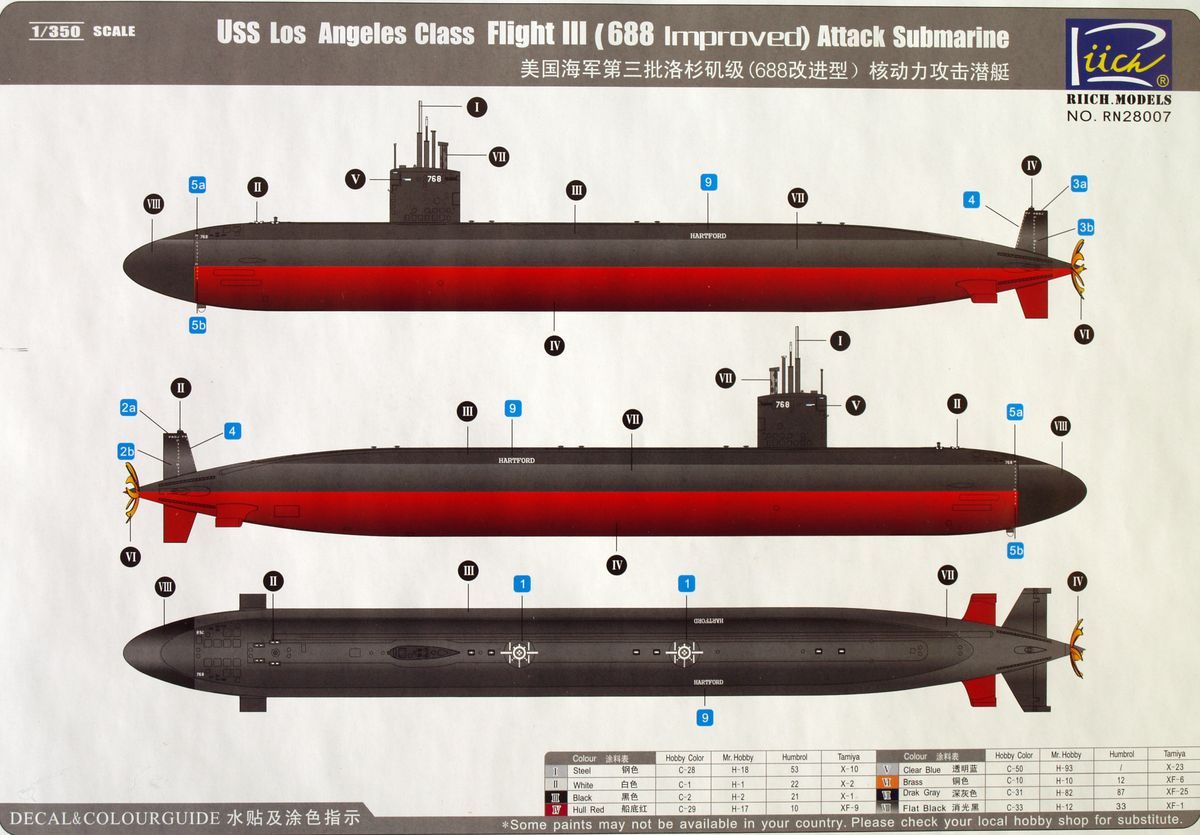 1/350 SCALE
USS Los Angeles Class Flight III (688 Improved) Attack Submarine
美国海军第三批洛杉矶级(688改进型) 核动力攻击潜艇
Riich ®
RIICH.MODELS
NO. RN28007
I
VII
V
768
IV
5a
II
III
9
VII
4
3a
VIII
3b
768
HARTFORD
5b
IV
VI
I
VII
II
768
V
2a
4
III
9
VII
II
5a
VIII
2b
HARTFORD
768
VI
IV
5b
VIII
II
III
1
1
VII
IV
HARTFORD
768
HARTFORD
9
Colour 涂料表 Hobby Color Mr. Hobby Humbrol Tamiya
I Steel 钢色 C-28 H-18 53 X-10
II White 白色 C-1 H-1 22 X-2
III Black 黑色 C-2 H-2 21 X-1
IV Hull Red 船底红 C-29 H-17 10 XF-9
Colour 涂料表 Hobby Color Mr. Hobby Humbrol Tamiya
V Clear Blue 透明蓝 C-50 H-93 / X-23
VI Brass 铜色 C-10 H-10 12 XF-6
VII Drak Gray 深灰色 C-31 H-82 87 XF-25
VIII Flat Black 消光黑 C-33 H-12 33 XF-1
DECAL&COLOURGUIDE 水贴及涂色指示
*Some paints may not be available in your country. Please check your local hobby shop for substitute.